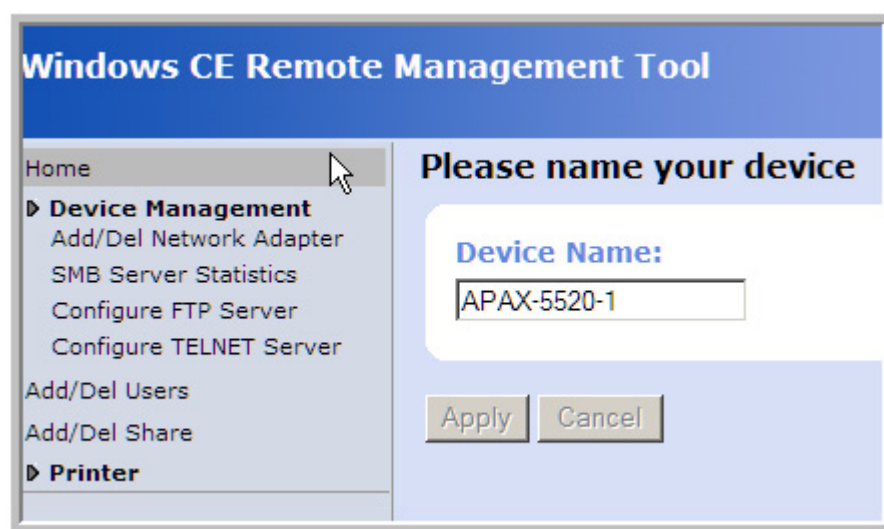 Windows CE Remote Management Tool
Home
Device Management
Add/Del Network Adapter
SMB Server Statistics
Configure FTP Server
Configure TELNET Server
Add/Del Users
Add/Del Share
Printer
Please name your device
Device Name:
APAX-5520-1
Apply
Cancel